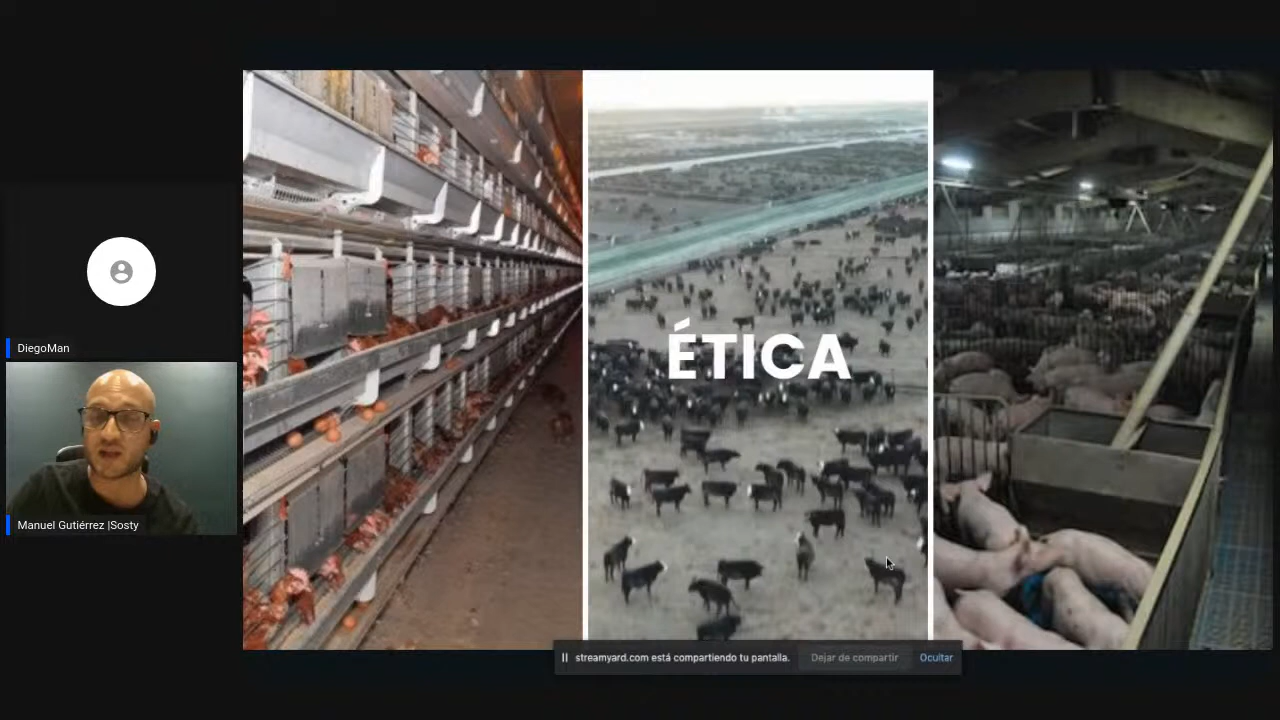 DiegoMan
Manuel Gutiérrez |Sosty
ÉTICA
streamyard.com está compartiendo tu pantalla.
Dejar de compartir
Ocultar